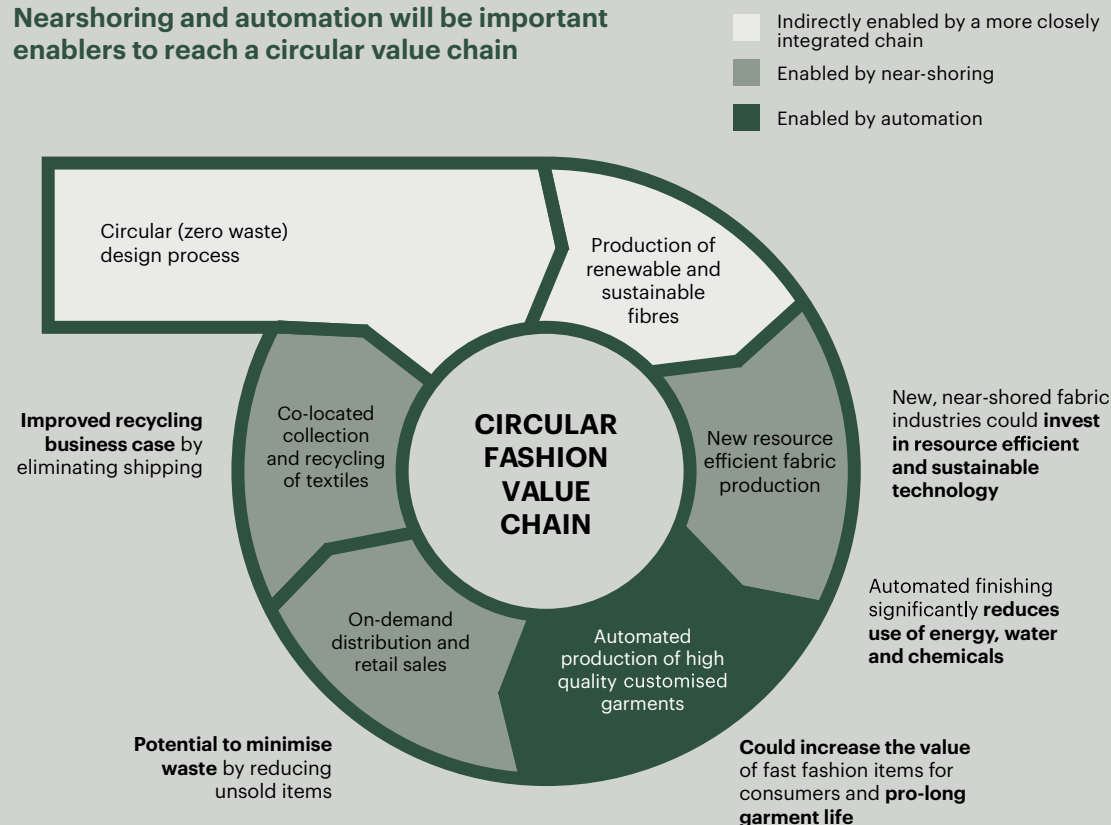 Nearshoring and automation will be important
enablers to reach a circular value chain
Indirectly enabled by a more closely
integrated chain
Enabled by near-shoring
Enabled by automation
Circular (zero waste)
design process
Production of
renewable and
sustainable
fibres
New resource
efficient fabric
production
New, near-shored fabric
industries could invest
in resource efficient
and sustainable
technology
Automated finishing
significantly reduces
use of energy, water
and chemicals
Automated
production of high
quality customised
garments
Could increase the value
of fast fashion items for
consumers and pro-long
garment life
On-demand
distribution and
retail sales
Potential to minimise
waste by reducing
unsold items
Co-located
collection
and recycling
of textiles
Improved recycling
business case by
eliminating shipping
CIRCULAR
FASHION
VALUE
CHAIN